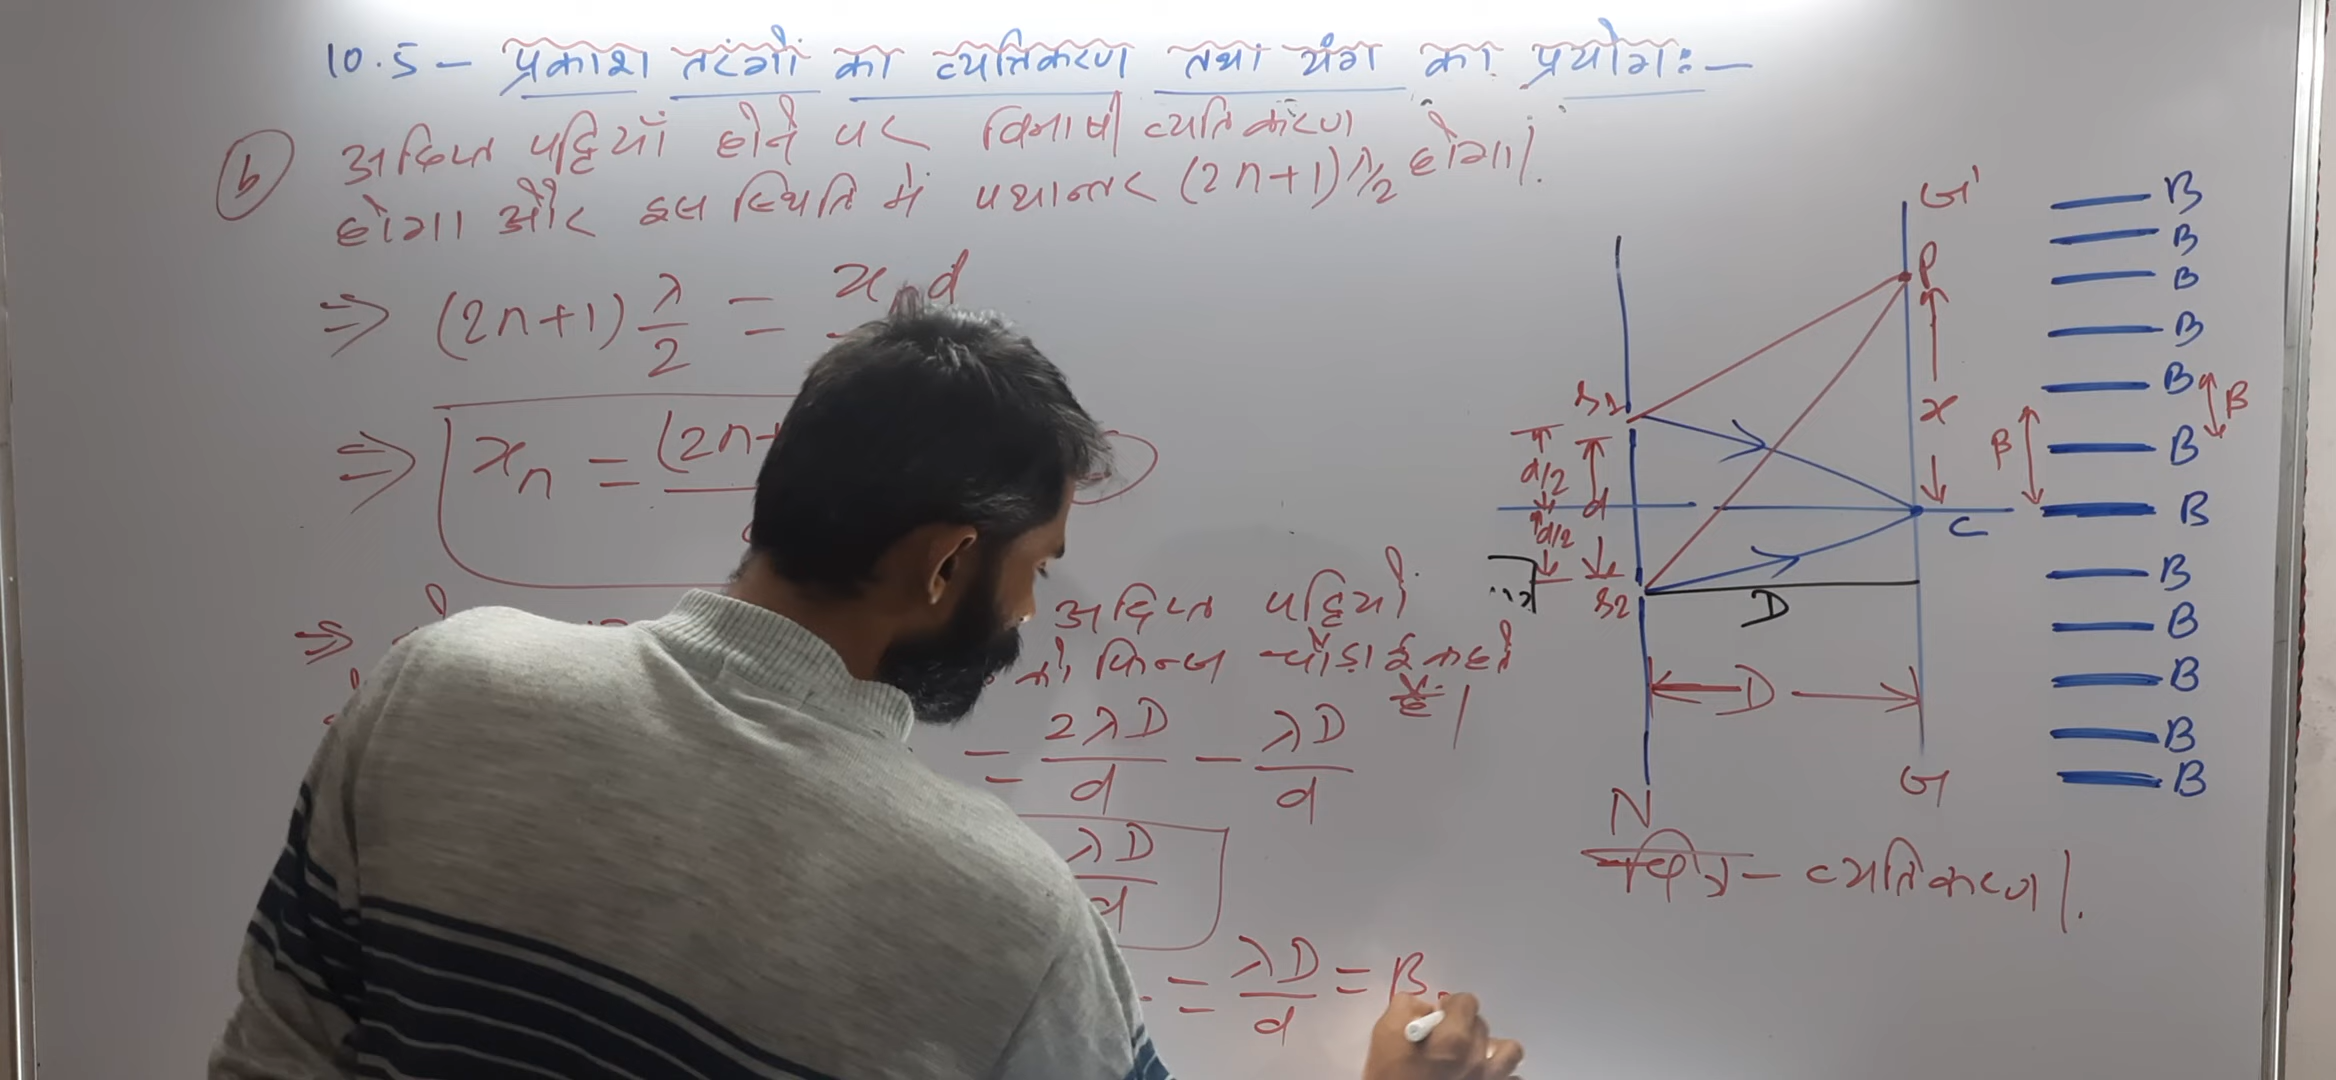 10.5 - प्रकाश तरंगों का व्यतिकरण तथा यंग का प्रयोग:-
(b) अदिप्त पट्टियाँ होने पर विनाषी व्यतिकरण
होगा और इस स्थिति में पथान्तर (2n+1)λ/2 होगा।
⇒ (2n+1) λ/2 = x d
⇒ xn = (2n+
अदिप्त पट्टियों
की फिन्ज चौड़ाई कहते
है।
= 2λD/d - λD/d
λD/d
= λD/d = β
G'
P
x
S1
d/2
d
d/2
S2
C
D
D
N
G
चित्र - व्यतिकरण।
B
B
B
B
B
β
B
β
B
B
B
B
B
B